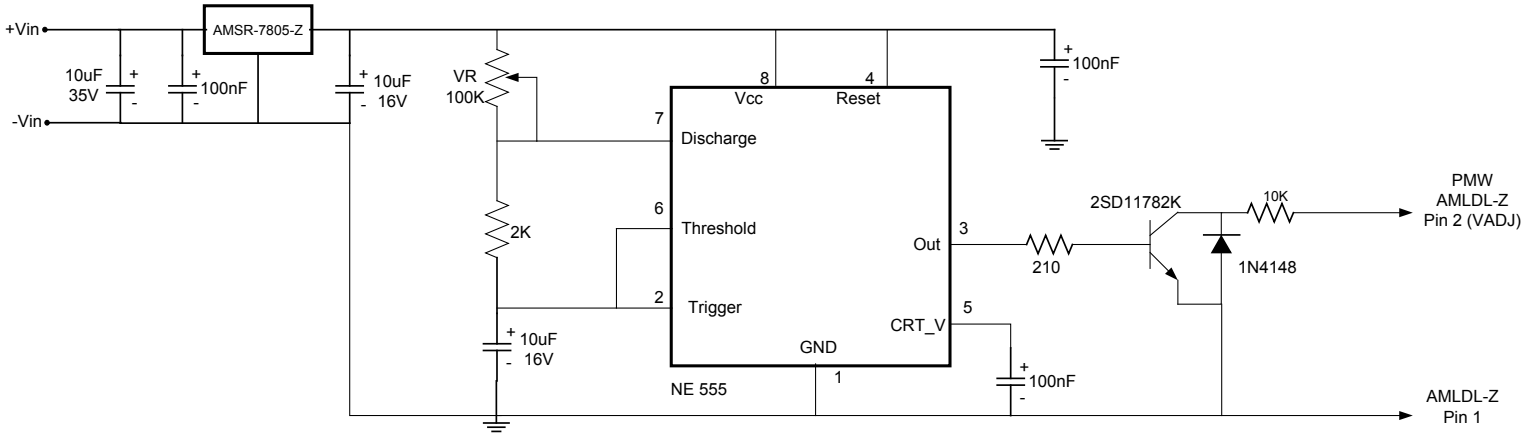 +Vin
AMSR-7805-Z
-Vin
10uF
35V
+
-
+
100nF
-
+
10uF
-
16V
VR
100K
2K
+
10uF
-
16V
8
Vcc
4
Reset
7
Discharge
6
Threshold
2
Trigger
Out
3
CRT_V
5
GND
1
NE 555
+
100nF
-
+
100nF
-
210
2SD11782K
1N4148
10K
PMW
AMLDL-Z
Pin 2 (VADJ)
AMLDL-Z
Pin 1